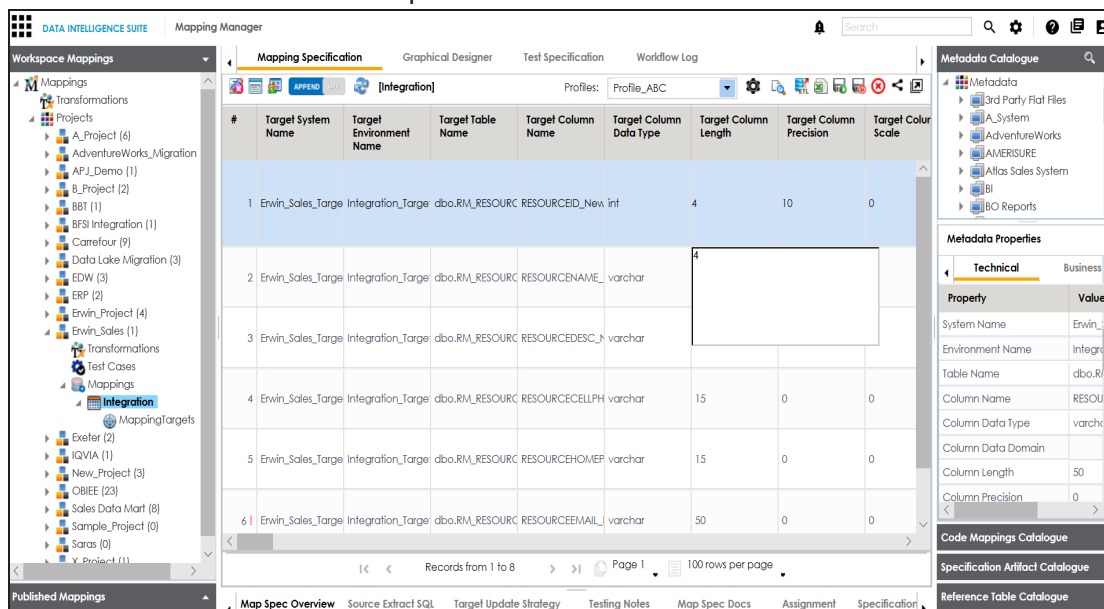 DATA INTELLIGENCE SUITE Mapping Manager Search
Workspace Mappings
Mappings
Transformations
Projects
A_Project (6)
AdventureWorks_Migration
APJ_Demo (1)
B_Project (2)
BBT (1)
BFSI Integration (1)
Carrefour (9)
Data Lake Migration (3)
EDW (3)
ERP (2)
Erwin_Project (4)
Erwin_Sales (1)
Transformations
Test Cases
Mappings
Integration
MappingTargets
Exeter (2)
IQVIA (1)
New_Project (3)
OBIEE (23)
Sales Data Mart (8)
Sample_Project (0)
Saras (0)
X_Project (1)
Published Mappings
Mapping Specification Graphical Designer Test Specification Workflow Log
APPEND OFF [Integration] Profiles: Profile_ABC
# Target System Name Target Environment Name Target Table Name Target Column Name Target Column Data Type Target Column Length Target Column Precision Target Colur Scale
1 Erwin_Sales_Targe Integration_Targe dbo.RM_RESOURC RESOURCEID_New int 4 10 0
4
2 Erwin_Sales_Targe Integration_Targe dbo.RM_RESOURC RESOURCENAME_ varchar
3 Erwin_Sales_Targe Integration_Targe dbo.RM_RESOURC RESOURCEDESC_N varchar
4 Erwin_Sales_Targe Integration_Targe dbo.RM_RESOURC RESOURCECELLPH varchar 15 0 0
5 Erwin_Sales_Targe Integration_Targe dbo.RM_RESOURC RESOURCEHOMEP varchar 15 0 0
6 Erwin_Sales_Targe Integration_Targe dbo.RM_RESOURC RESOURCEEMAIL_ varchar 50 0 0
Records from 1 to 8 Page 1 100 rows per page
Map Spec Overview Source Extract SQL Target Update Strategy Testing Notes Map Spec Docs Assignment Specification
Metadata Catalogue
Metadata
3rd Party Flat Files
A_System
AdventureWorks
AMERISURE
Atlas Sales System
BI
BO Reports
Metadata Properties
Technical Business
Property Value
System Name Erwin_
Environment Name Integra
Table Name dbo.R
Column Name RESOU
Column Data Type varcha
Column Data Domain
Column Length 50
Column Precision 0
Code Mappings Catalogue
Specification Artifact Catalogue
Reference Table Catalogue